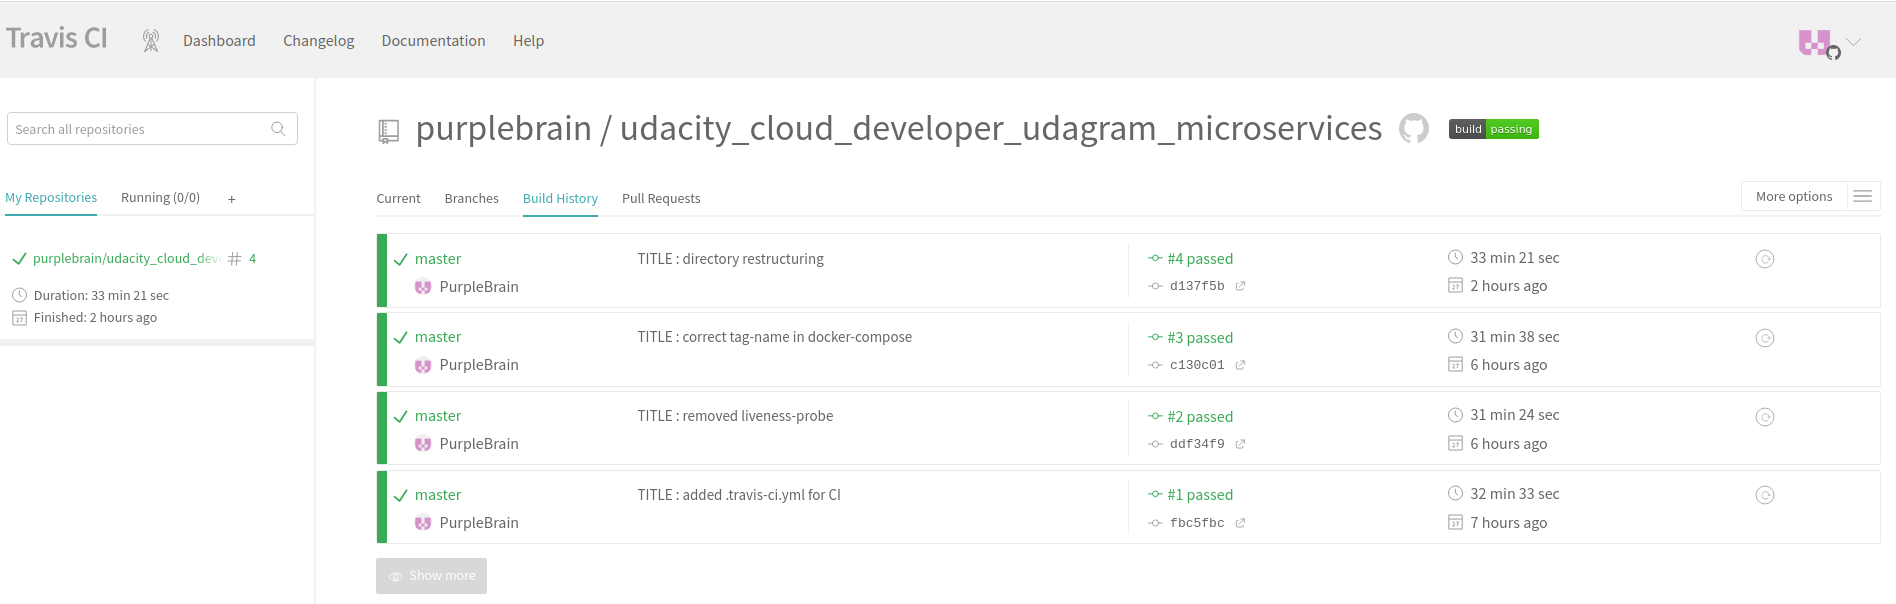 Travis CI
Dashboard Changelog Documentation Help
Search all repositories
My Repositories Running (0/0) +
purplebrain/udacity_cloud_dev # 4
Duration: 33 min 21 sec
Finished: 2 hours ago
purplebrain / udacity_cloud_developer_udagram_microservices build passing
Current Branches Build History Pull Requests More options
master TITLE : directory restructuring #4 passed 33 min 21 sec
PurpleBrain d137f5b 2 hours ago
master TITLE : correct tag-name in docker-compose #3 passed 31 min 38 sec
PurpleBrain c130c01 6 hours ago
master TITLE : removed liveness-probe #2 passed 31 min 24 sec
PurpleBrain ddf34f9 6 hours ago
master TITLE : added .travis-ci.yml for CI #1 passed 32 min 33 sec
PurpleBrain fbc5fbc 7 hours ago
Show more